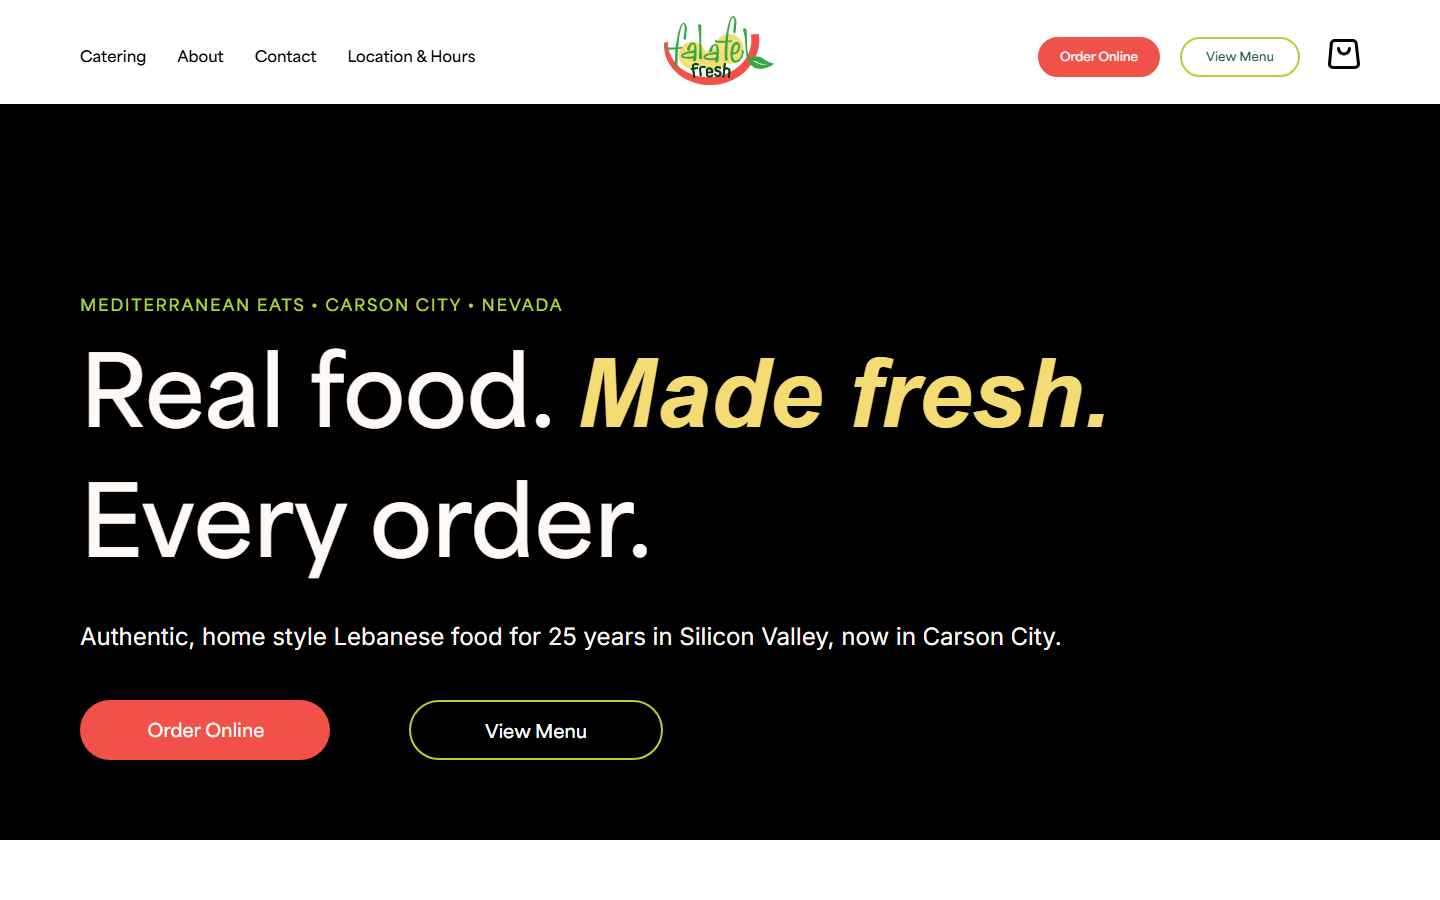 Catering
About
Contact
Location & Hours
falafel
fresh
Order Online
View Menu
MEDITERRANEAN EATS • CARSON CITY • NEVADA
Real food. Made fresh.
Every order.
Authentic, home style Lebanese food for 25 years in Silicon Valley, now in Carson City.
Order Online
View Menu